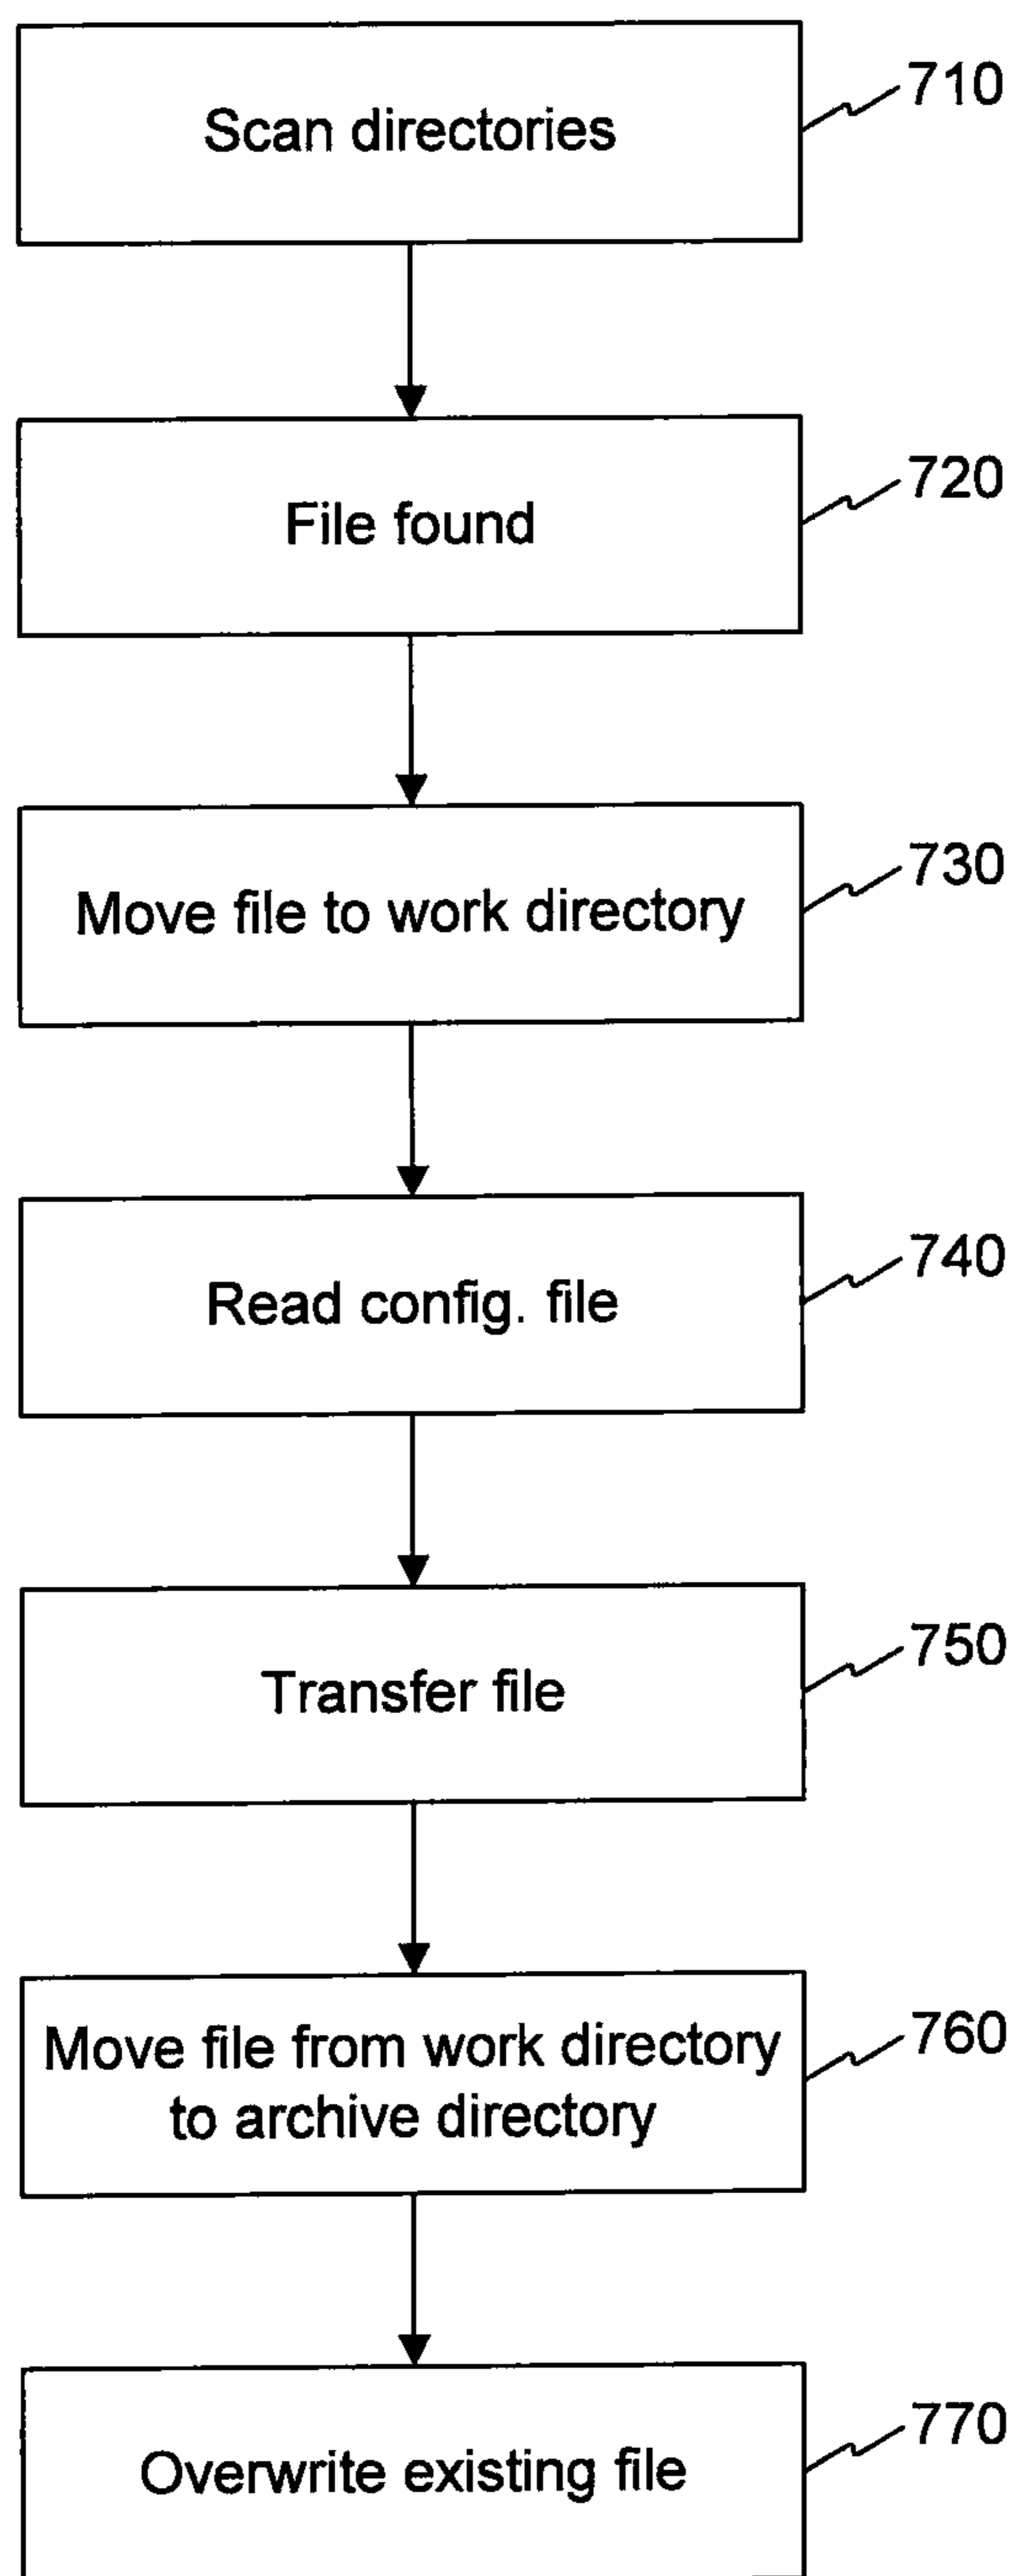 Scan directories
710
File found
720
Move file to work directory
730
Read config. file
740
Transfer file
750
Move file from work directory
to archive directory
760
Overwrite existing file
770